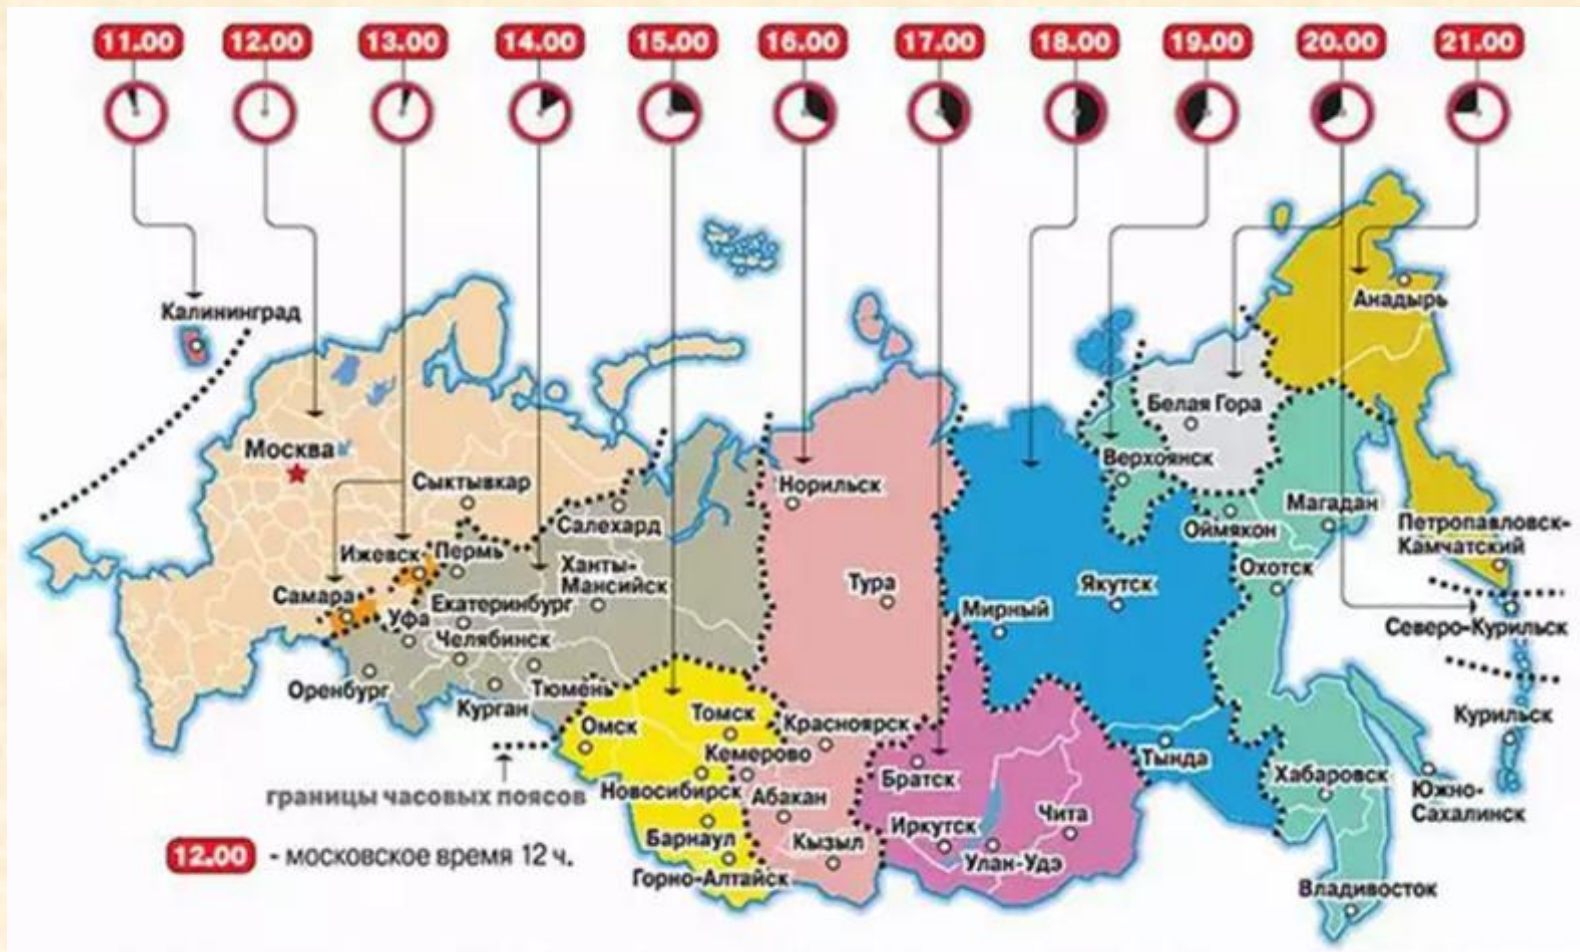 11.00
12.00
13.00
14.00
15.00
16.00
17.00
18.00
19.00
20.00
21.00
Калининград
Анадырь
Белая Гора
Москва
Верхоянск
Сыктывкар
Норильск
Салехард
Магадан
Оймякон
Петропавловск-
Камчатский
Ижевск
Пермь
Ханты-
Мансийск
Тура
Якутск
Охотск
Самара
Уфа
Екатеринбург
Мирный
Северо-Курильск
Челябинск
Оренбург
Тюмень
Курган
Омск
Томск
Красноярск
Курильск
Кемерово
Братск
Тында
Хабаровск
границы часовых поясов
Новосибирск
Абакан
Южно-
Сахалинск
Чита
Иркутск
Барнаул
Кызыл
Улан-Удэ
12.00 - московское время 12 ч.
Горно-Алтайск
Владивосток